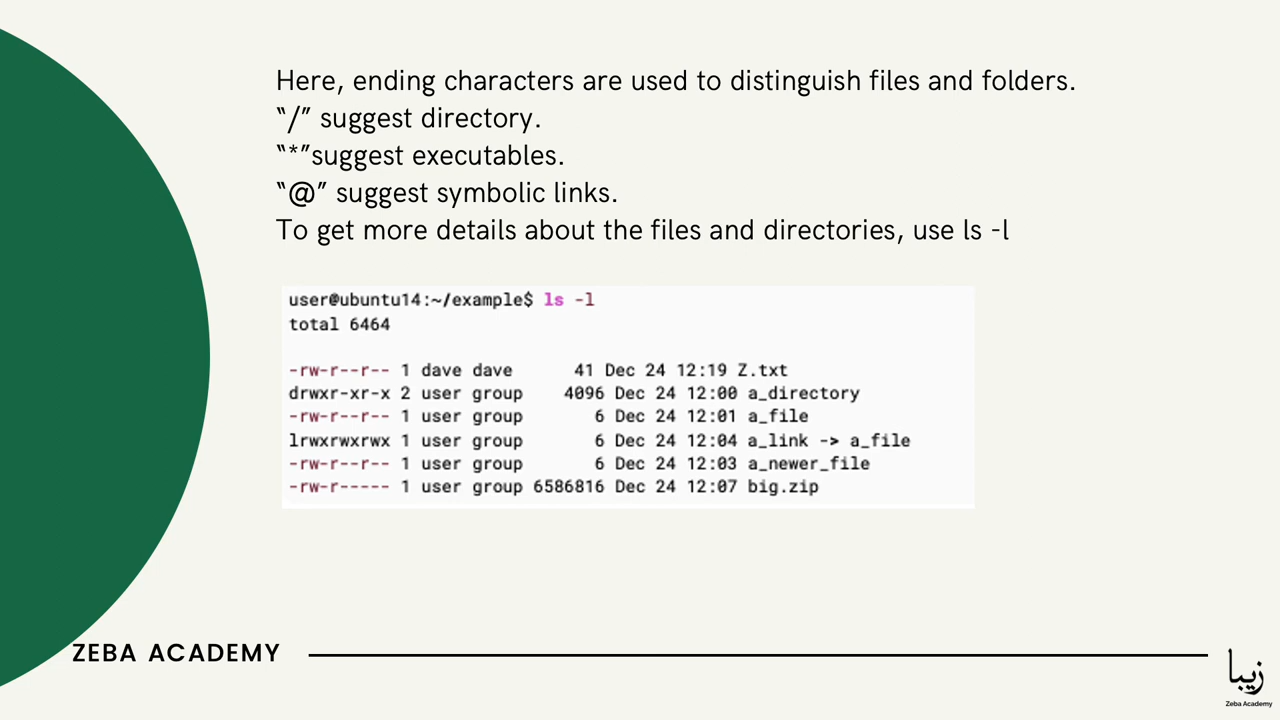 Here, ending characters are used to distinguish files and folders.
“/” suggest directory.
“*”suggest executables.
“@” suggest symbolic links.
To get more details about the files and directories, use ls -l
user@ubuntu14:~/example$ ls -l
total 6464
-rw-r--r-- 1 dave dave      41 Dec 24 12:19 Z.txt
drwxr-xr-x 2 user group    4096 Dec 24 12:00 a_directory
-rw-r--r-- 1 user group       6 Dec 24 12:01 a_file
lrwxrwxrwx 1 user group       6 Dec 24 12:04 a_link -> a_file
-rw-r--r-- 1 user group       6 Dec 24 12:03 a_newer_file
-rw-r----- 1 user group 6586816 Dec 24 12:07 big.zip
ZEBA ACADEMY
زيبا
Zeba Academy